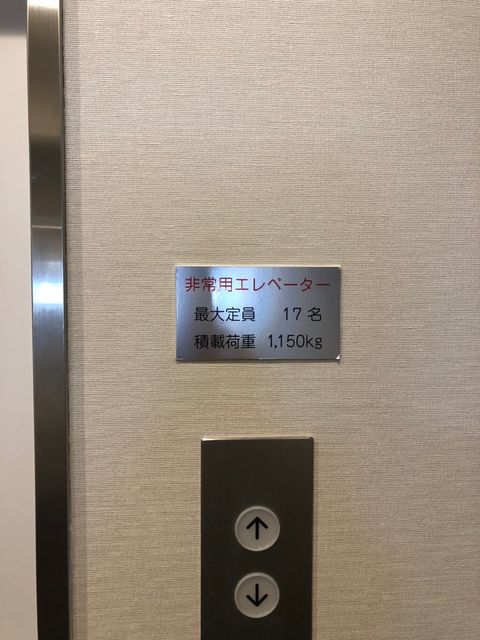 非常用エレベーター
最大定員 17名
積載荷重 1,150kg
↑
↓